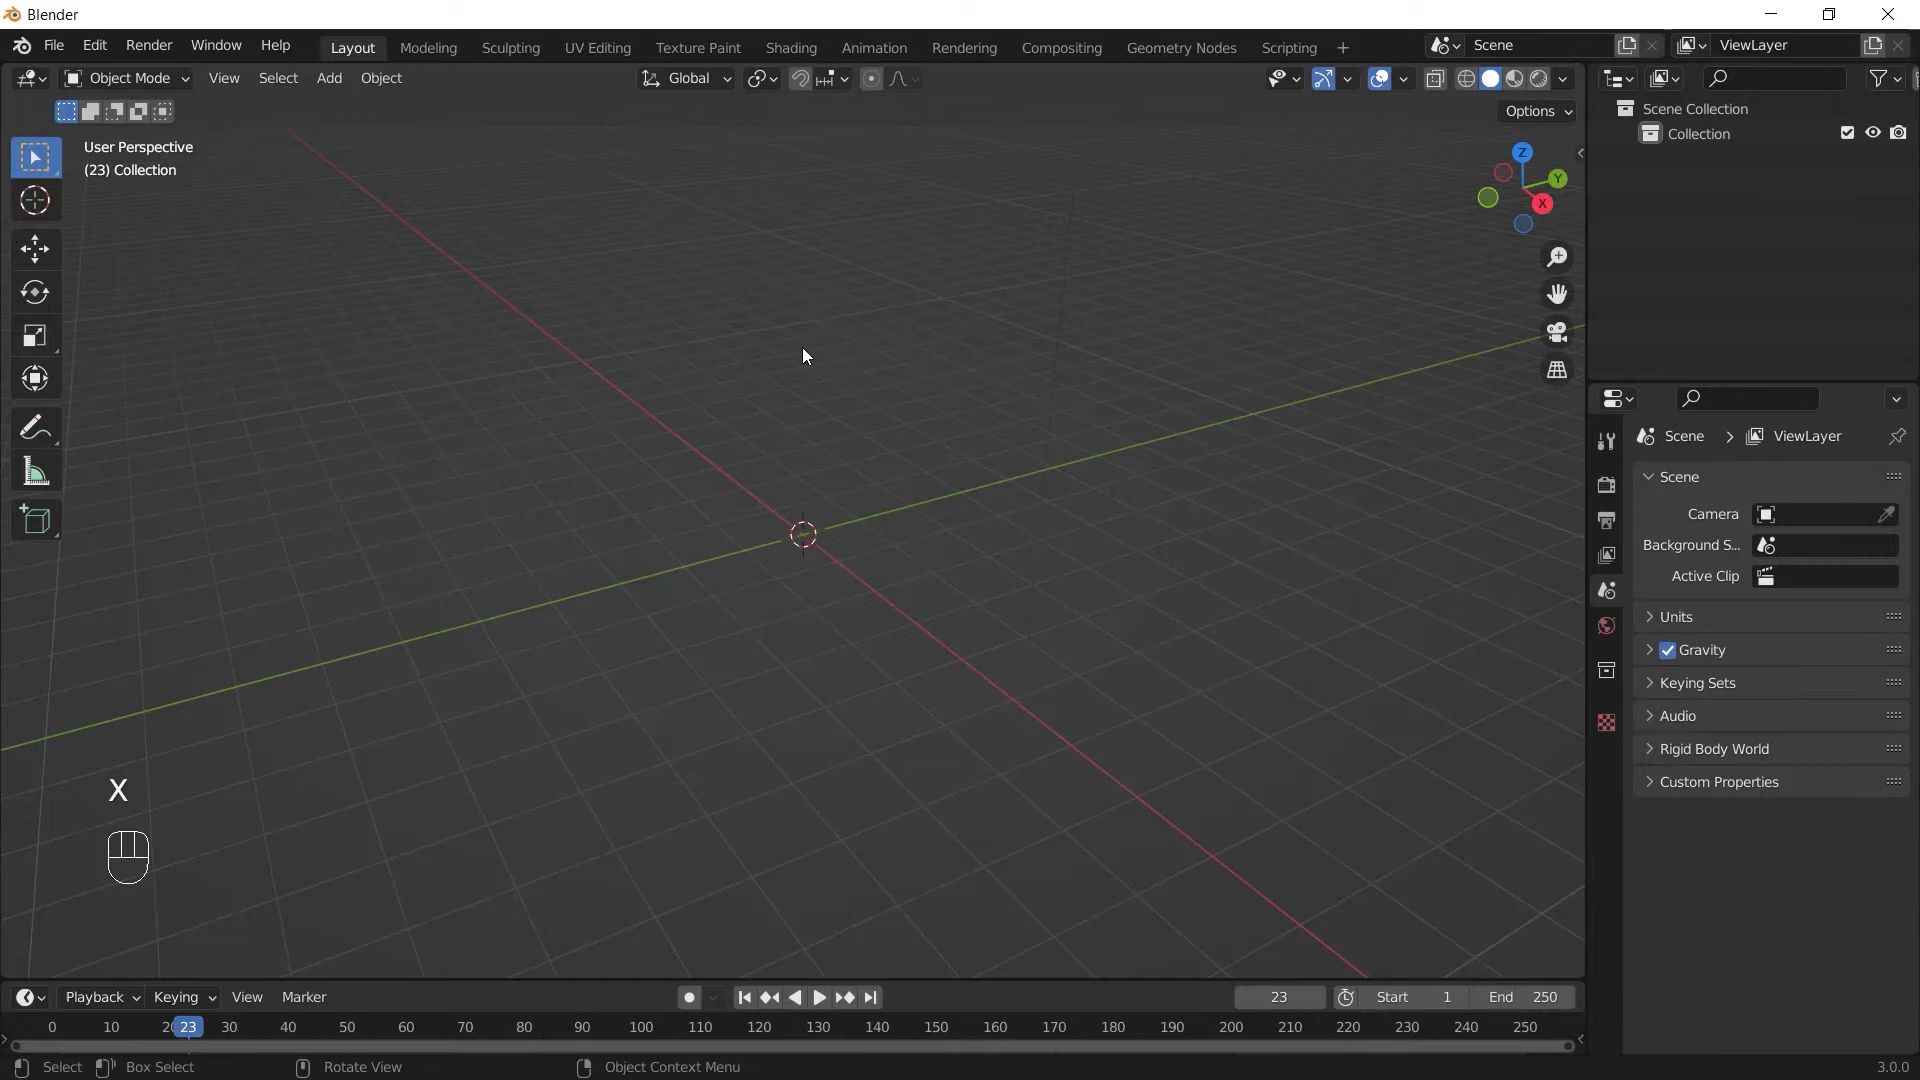 Blender
File Edit Render Window Help Layout Modeling Sculpting UV Editing Texture Paint Shading Animation Rendering Compositing Geometry Nodes Scripting + Scene ViewLayer
Object Mode View Select Add Object Global
Options
User Perspective
(23) Collection
Z
Y
X
Scene Collection
Collection
Scene > ViewLayer
Scene
Camera
Background S...
Active Clip
Units
Gravity
Keying Sets
Audio
Rigid Body World
Custom Properties
X
Playback Keying View Marker 23 Start 1 End 250
0 10 20 23 30 40 50 60 70 80 90 100 110 120 130 140 150 160 170 180 190 200 210 220 230 240 250
Select Box Select Rotate View Object Context Menu 3.0.0